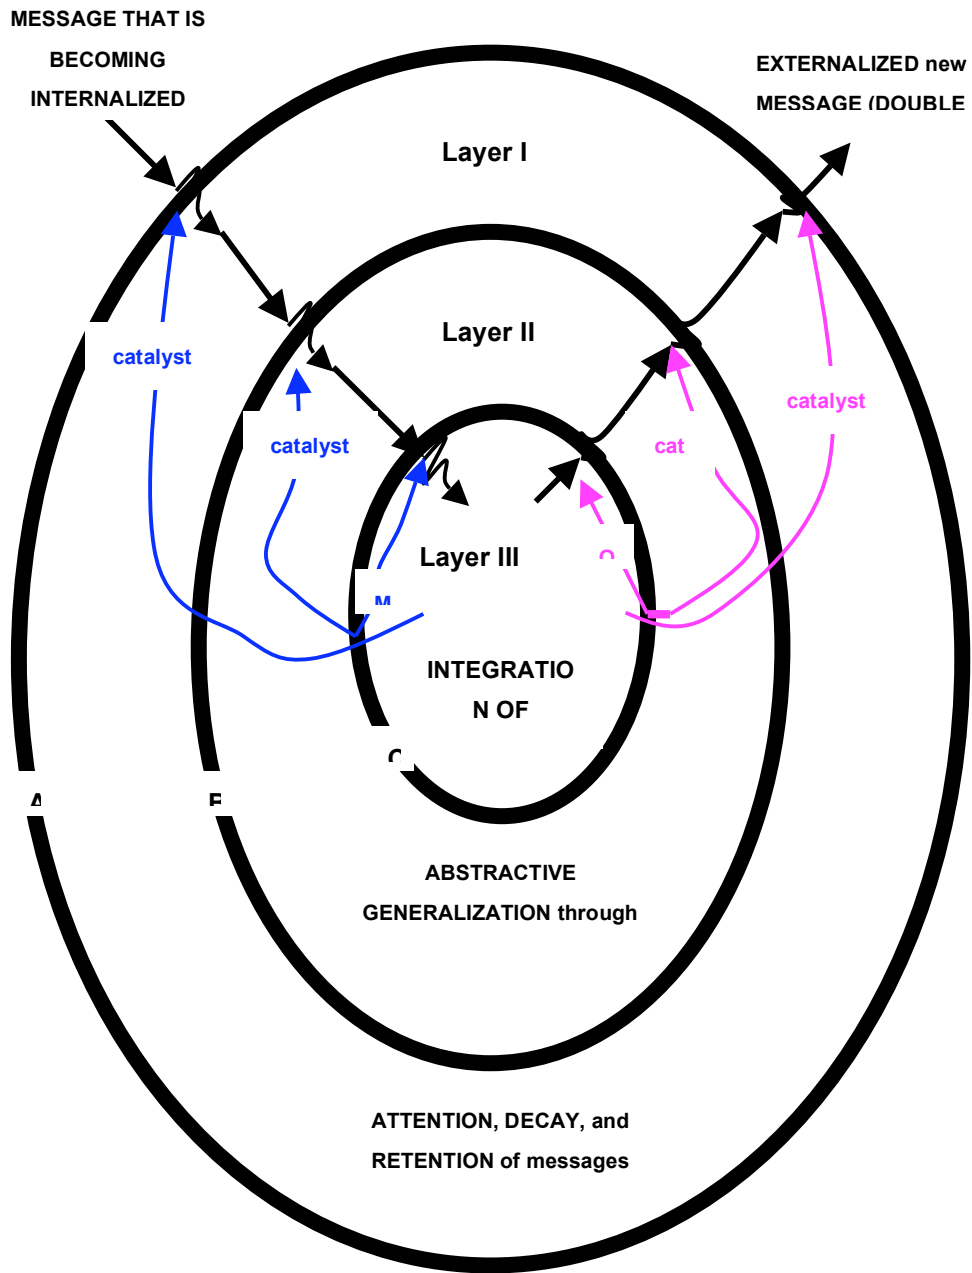 MESSAGE THAT IS
BECOMING
INTERNALIZED
EXTERNALIZED new
MESSAGE (DOUBLE
Layer I
Layer II
catalyst
catalyst
catalyst
cat
Layer III
M
INTEGRATIO
N OF
C
A
B
ABSTRACTIVE
GENERALIZATION through
ATTENTION, DECAY, and
RETENTION of messages